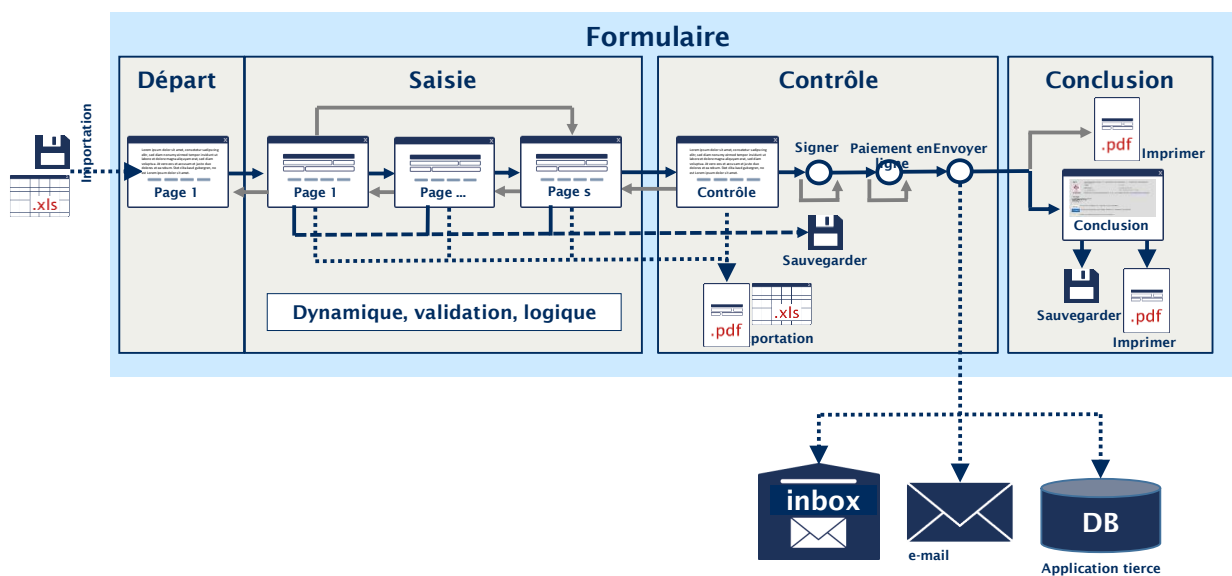 Formulaire
Départ
Saisie
Contrôle
Conclusion
Importation
.xls
Page 1
Page 1
Page ...
Page s
Contrôle
Signer
Paiement en
ligne
Envoyer
.pdf
Imprimer
Conclusion
Sauvegarder
Dynamique, validation, logique
.pdf
.xls
portation
Sauvegarder
.pdf
Imprimer
inbox
e-mail
DB
Application tierce